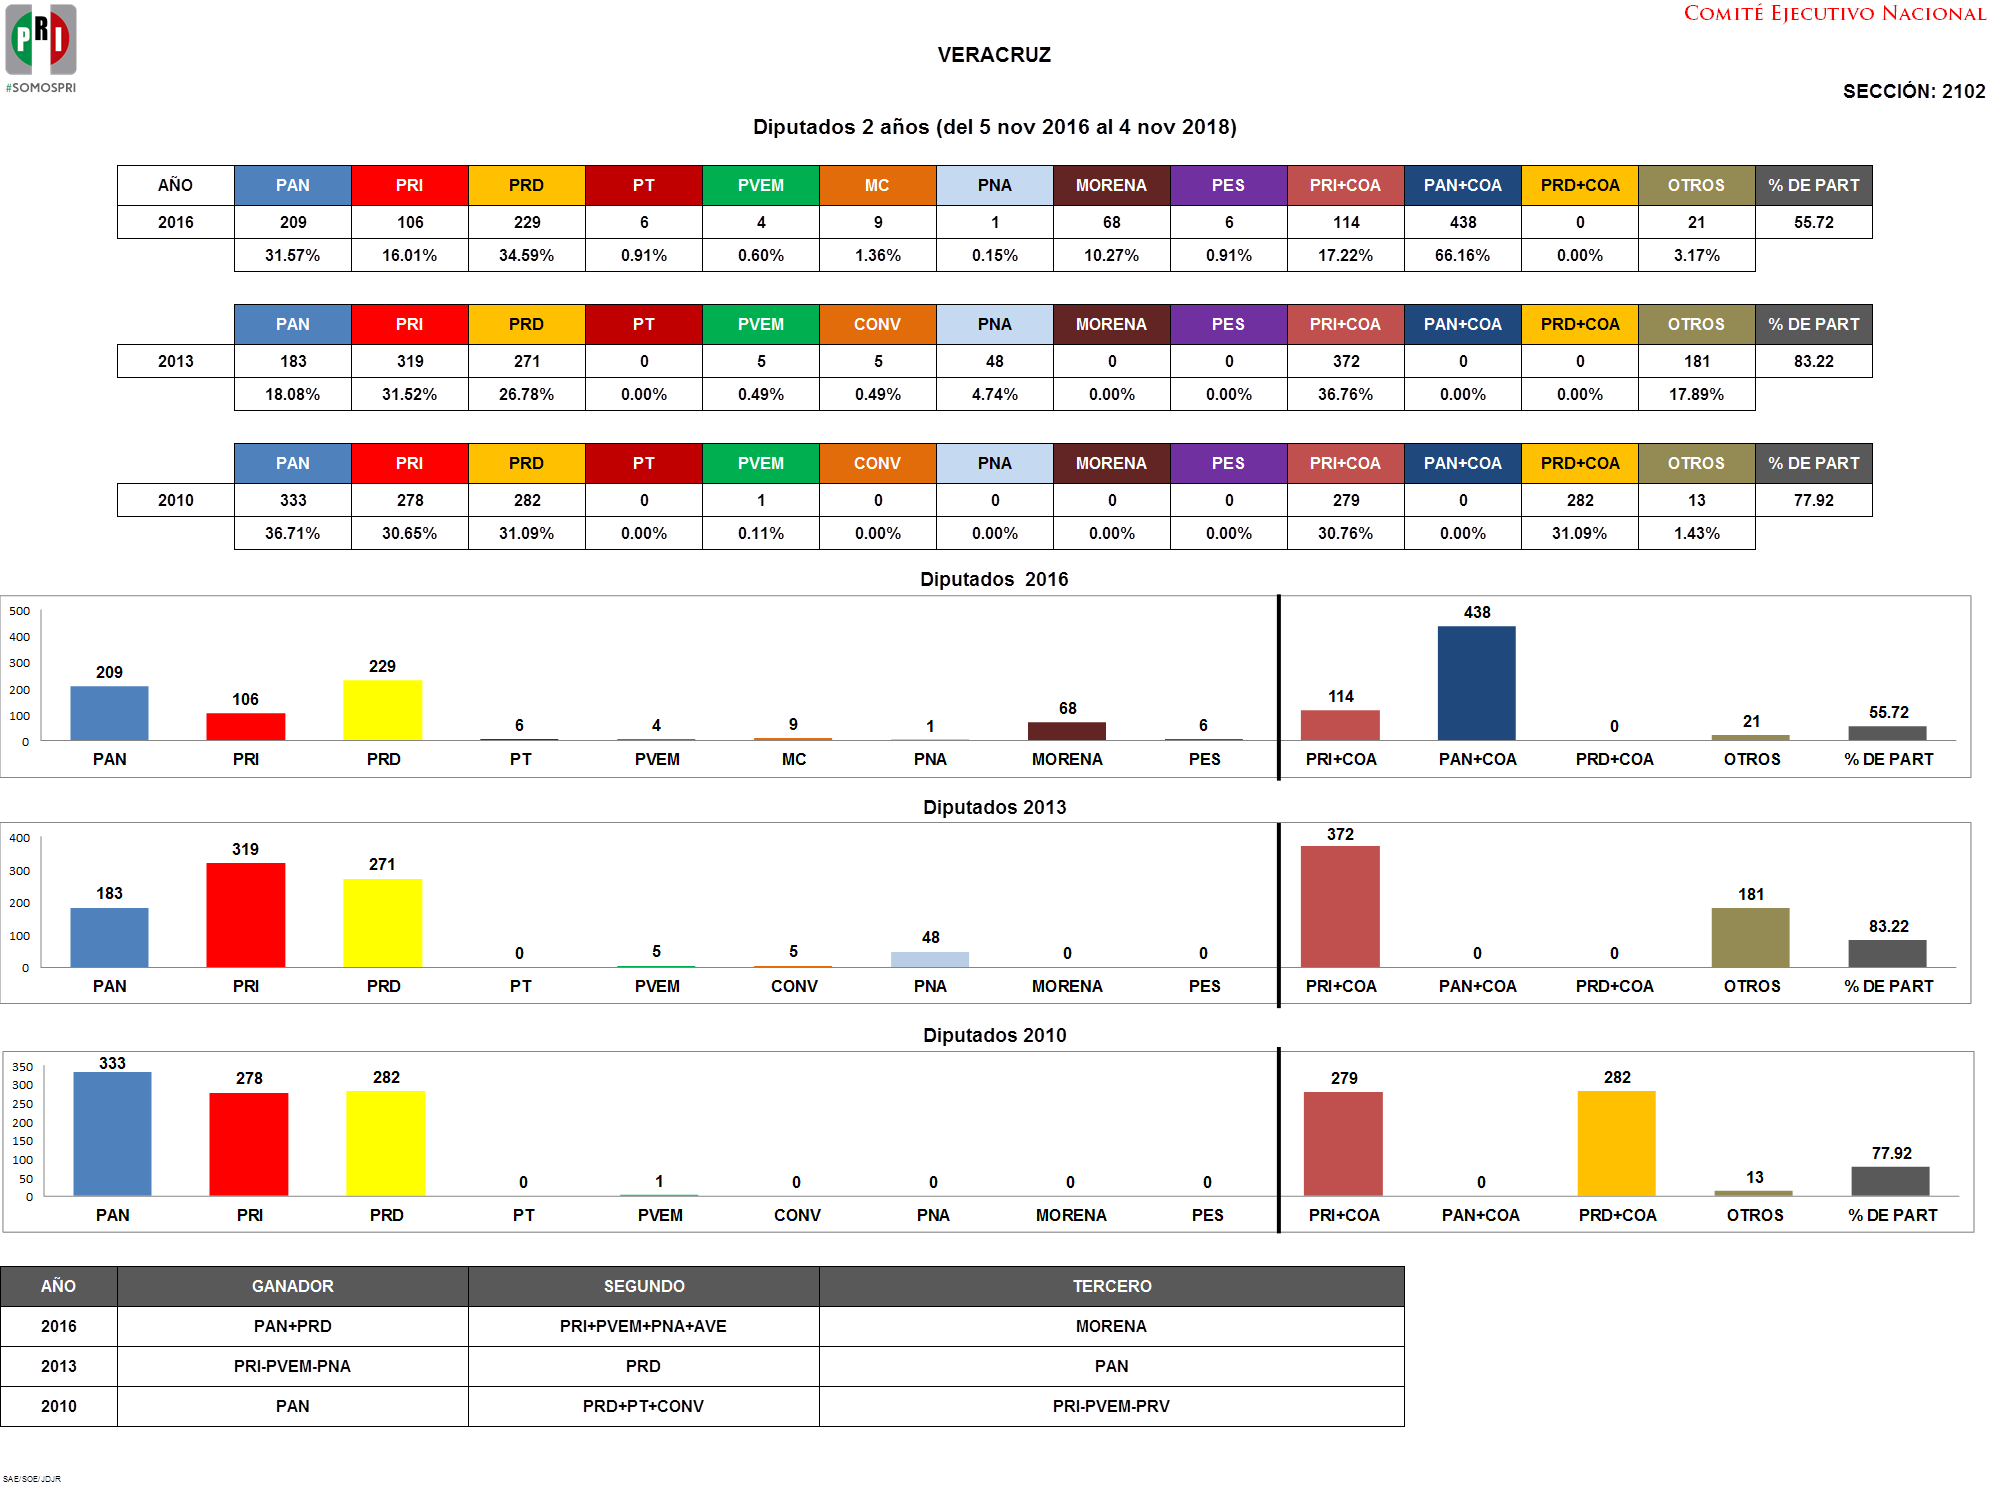 PRI
#SOMOSPRI
COMITÉ EJECUTIVO NACIONAL
VERACRUZ
SECCIÓN: 2102
Diputados 2 años (del 5 nov 2016 al 4 nov 2018)
AÑO PAN PRI PRD PT PVEM MC PNA MORENA PES PRI+COA PAN+COA PRD+COA OTROS % DE PART
2016 209 106 229 6 4 9 1 68 6 114 438 0 21 55.72
31.57% 16.01% 34.59% 0.91% 0.60% 1.36% 0.15% 10.27% 0.91% 17.22% 66.16% 0.00% 3.17%
PAN PRI PRD PT PVEM CONV PNA MORENA PES PRI+COA PAN+COA PRD+COA OTROS % DE PART
2013 183 319 271 0 5 5 48 0 0 372 0 0 181 83.22
18.08% 31.52% 26.78% 0.00% 0.49% 0.49% 4.74% 0.00% 0.00% 36.76% 0.00% 0.00% 17.89%
PAN PRI PRD PT PVEM CONV PNA MORENA PES PRI+COA PAN+COA PRD+COA OTROS % DE PART
2010 333 278 282 0 1 0 0 0 0 279 0 282 13 77.92
36.71% 30.65% 31.09% 0.00% 0.11% 0.00% 0.00% 0.00% 0.00% 30.76% 0.00% 31.09% 1.43%
Diputados  2016
500
400
300
200
100
0
209 106 229 6 4 9 1 68 6 114 438 0 21 55.72
PAN PRI PRD PT PVEM MC PNA MORENA PES PRI+COA PAN+COA PRD+COA OTROS % DE PART
Diputados 2013
400
300
200
100
0
183 319 271 0 5 5 48 0 0 372 0 0 181 83.22
PAN PRI PRD PT PVEM CONV PNA MORENA PES PRI+COA PAN+COA PRD+COA OTROS % DE PART
Diputados 2010
350
300
250
200
150
100
50
0
333 278 282 0 1 0 0 0 0 279 0 282 13 77.92
PAN PRI PRD PT PVEM CONV PNA MORENA PES PRI+COA PAN+COA PRD+COA OTROS % DE PART
AÑO GANADOR SEGUNDO TERCERO
2016 PAN+PRD PRI+PVEM+PNA+AVE MORENA
2013 PRI-PVEM-PNA PRD PAN
2010 PAN PRD+PT+CONV PRI-PVEM-PRV
SAE/SOE/JDJR